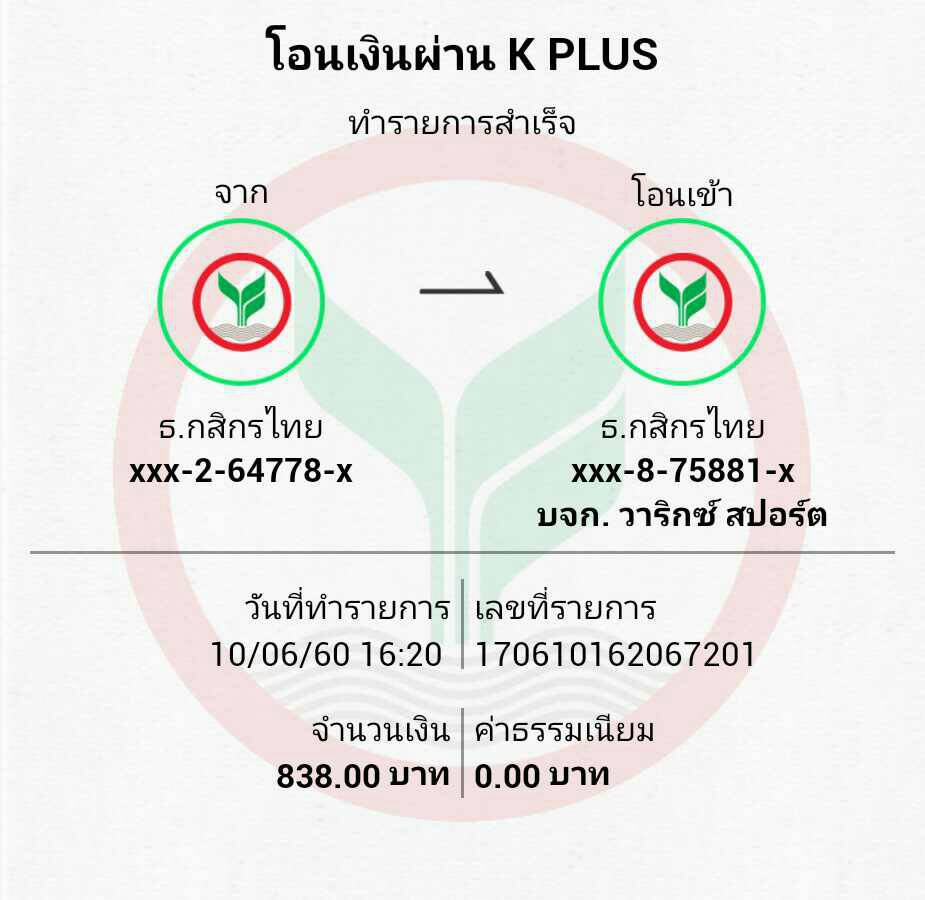 โอนเงินผ่าน K PLUS
ทำรายการสำเร็จ
จาก
โอนเข้า
ธ.กสิกรไทย
xxx-2-64778-x
ธ.กสิกรไทย
xxx-8-75881-x
บจก. วาริกซ์ สปอร์ต
วันที่ทำรายการ
10/06/60 16:20
เลขที่รายการ
170610162067201
จำนวนเงิน
838.00 บาท
ค่าธรรมเนียม
0.00 บาท